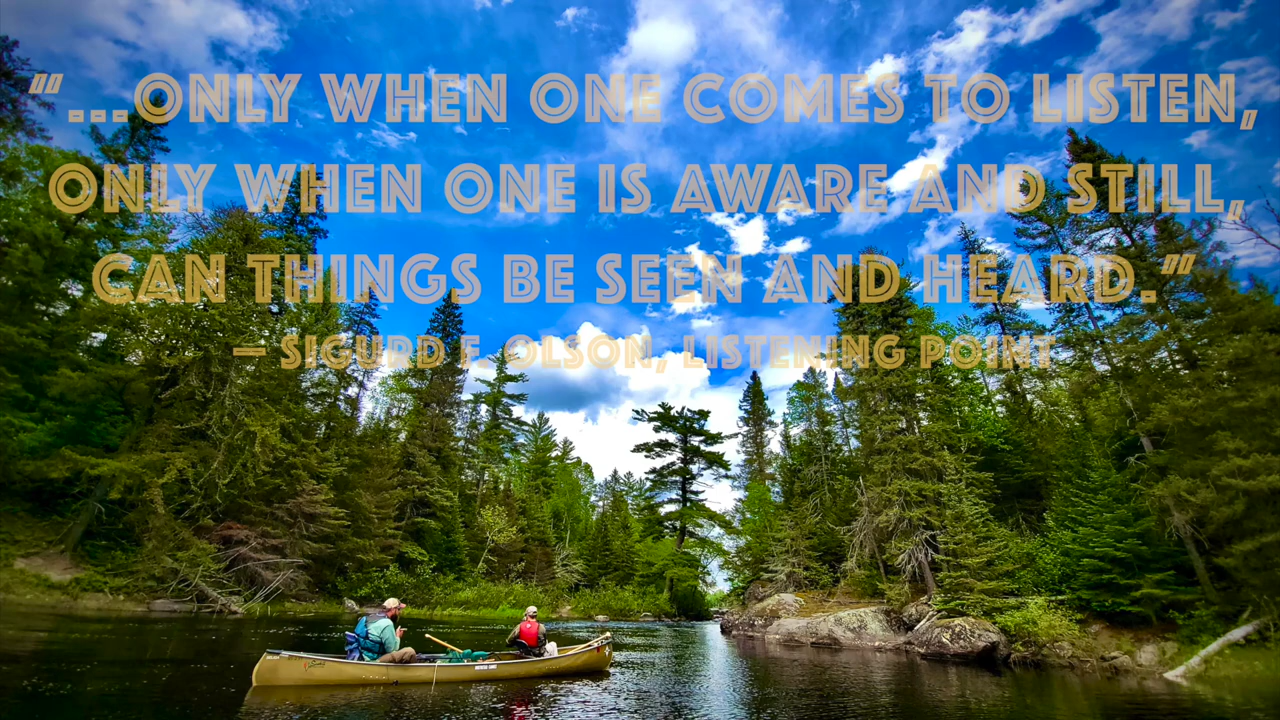 "...ONLY WHEN ONE COMES TO LISTEN,
ONLY WHEN ONE IS AWARE AND STILL,
CAN THINGS BE SEEN AND HEARD."
— SIGURD F. OLSON, LISTENING POINT